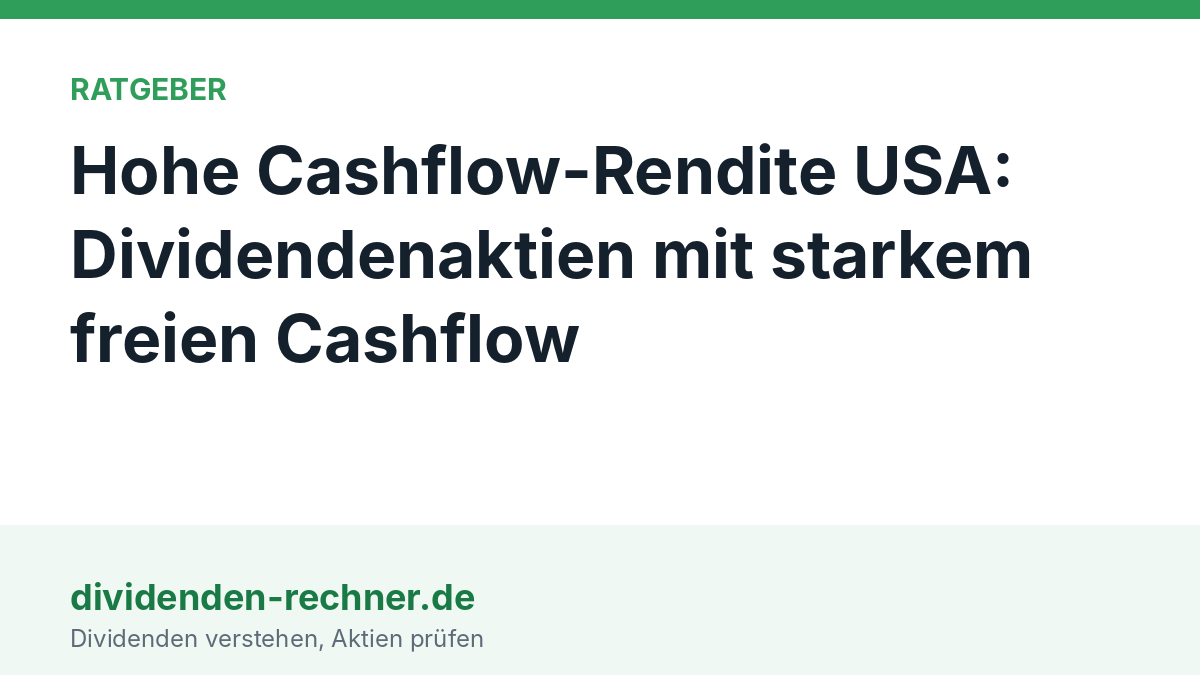 RATGEBER
Hohe Cashflow-Rendite USA:
Dividendenaktien mit starkem
freien Cashflow
dividenden-rechner.de
Dividenden verstehen, Aktien prüfen